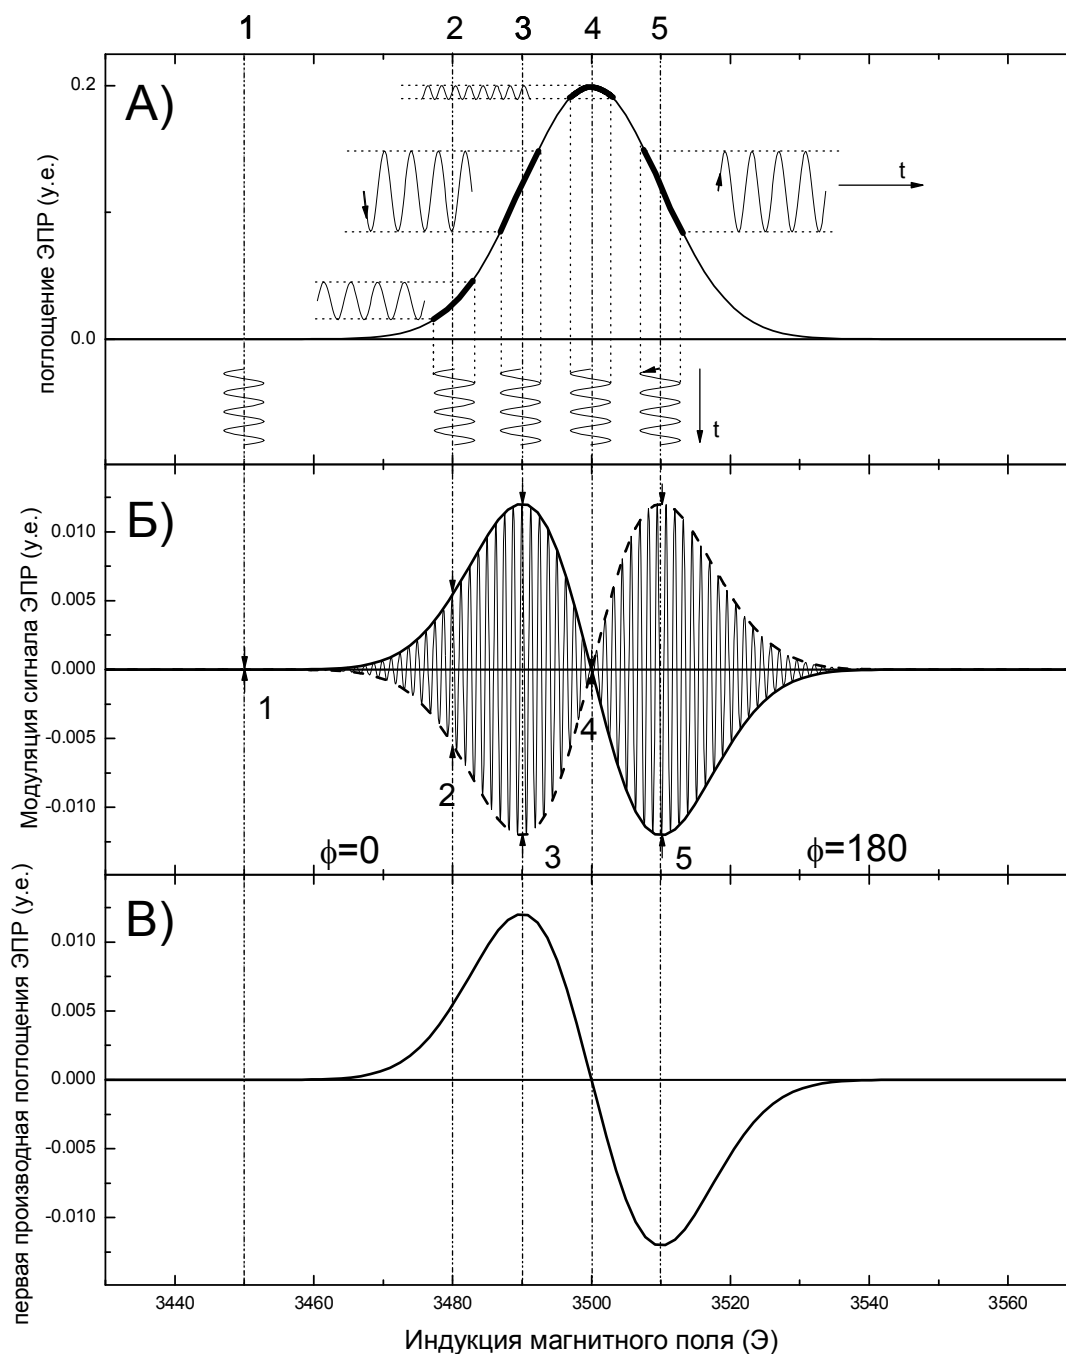 1 2 3 4 5
А)
0.2
0.0
поглощение ЭПР (у.е.)
t
t
Б)
0.010
0.005
0.000
-0.005
-0.010
Модуляция сигнала ЭПР (у.е.)
1
2
3
4
5
ϕ=0
ϕ=180
В)
0.010
0.005
0.000
-0.005
-0.010
первая производная поглощения ЭПР (у.е.)
3440 3460 3480 3500 3520 3540 3560
Индукция магнитного поля (Э)